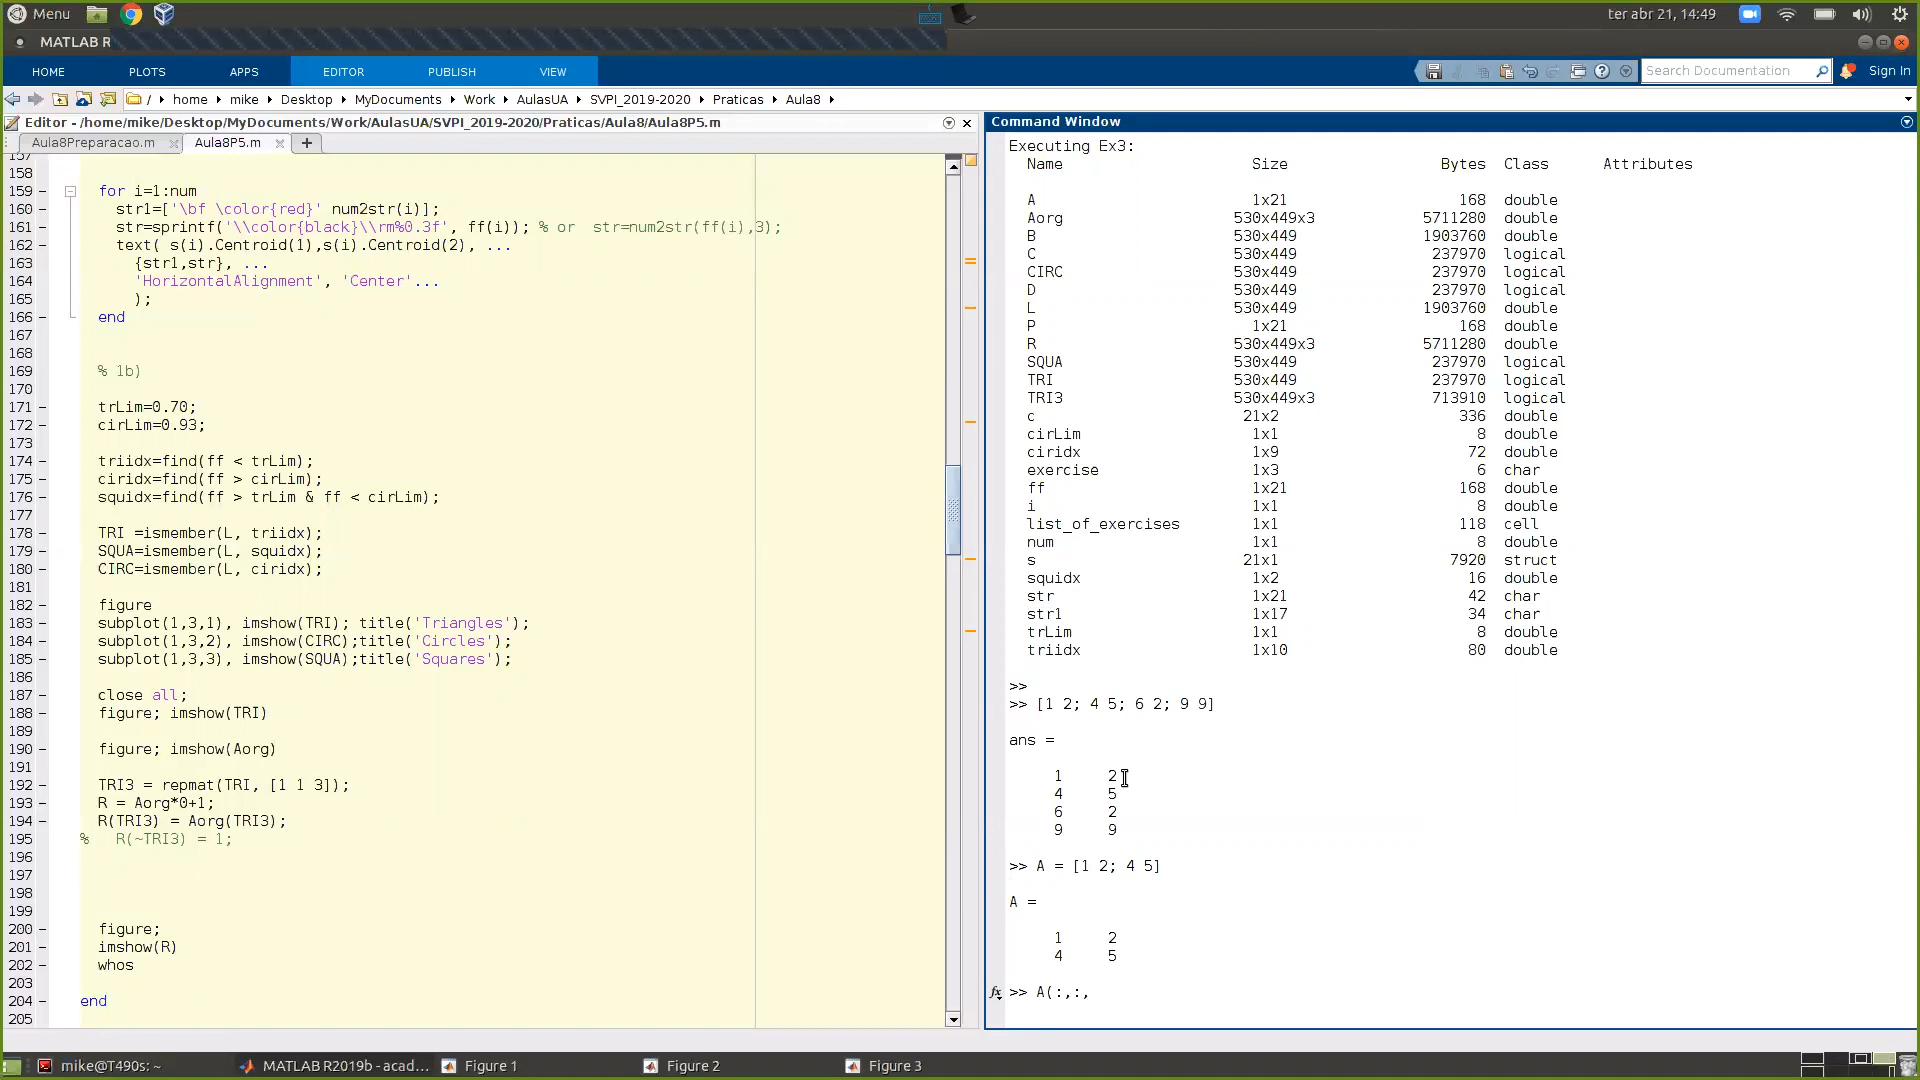 Menu
ter abr 21, 14:49
MATLAB R
HOME PLOTS APPS EDITOR PUBLISH VIEW
Search Documentation
Sign In
/ home Desktop MyDocuments Work AulasUA SVPI_2019-2020 Praticas Aula8
/ home mike Desktop MyDocuments Work AulasUA SVPI_2019-2020 Praticas Aula8
Editor - /home/mike/Desktop/MyDocuments/Work/AulasUA/SVPI_2019-2020/Praticas/Aula8/Aula8P5.m
Aula8Preparacao.m × Aula8P5.m × +
157
158 –
159 – for i=1:num
160 – str1=['\bf \color{red}' num2str(i)];
161 – str=sprintf('\\color{black}\\rm%0.3f', ff(i)); % or  str=num2str(ff(i),3);
162 – text( s(i).Centroid(1),s(i).Centroid(2), ...
163 – {str1,str}, ...
164 – 'HorizontalAlignment', 'Center'...
165 – );
166 – end
167 –
168 –
169 – % 1b)
170 –
171 – trLim=0.70;
172 – cirLim=0.93;
173 –
174 – triidx=find(ff < trLim);
175 – ciridx=find(ff > cirLim);
176 – squidx=find(ff > trLim & ff < cirLim);
177 –
178 – TRI =ismember(L, triidx);
179 – SQUA=ismember(L, squidx);
180 – CIRC=ismember(L, ciridx);
181 –
182 – figure
183 – subplot(1,3,1), imshow(TRI); title('Triangles');
184 – subplot(1,3,2), imshow(CIRC);title('Circles');
185 – subplot(1,3,3), imshow(SQUA);title('Squares');
186 –
187 – close all;
188 – figure; imshow(TRI)
189 –
190 – figure; imshow(Aorg)
191 –
192 – TRI3 = repmat(TRI, [1 1 3]);
193 – R = Aorg*0+1;
194 – R(TRI3) = Aorg(TRI3);
195 – %   R(~TRI3) = 1;
196 –
197 –
198 –
199 –
200 – figure;
201 – imshow(R)
202 – whos
203 –
204 – end
205
Command Window
Executing Ex3:
Name Size Bytes Class Attributes
A 1x21 168 double
Aorg 530x449x3 5711280 double
B 530x449 1903760 double
C 530x449 237970 logical
CIRC 530x449 237970 logical
D 530x449 237970 logical
L 530x449 1903760 double
P 1x21 168 double
R 530x449x3 5711280 double
SQUA 530x449 237970 logical
TRI 530x449 237970 logical
TRI3 530x449x3 713910 logical
c 21x2 336 double
cirLim 1x1 8 double
ciridx 1x9 72 double
exercise 1x3 6 char
ff 1x21 168 double
i 1x1 8 double
list_of_exercises 1x1 118 cell
num 1x1 8 double
s 21x1 7920 struct
squidx 1x2 16 double
str 1x21 42 char
str1 1x17 34 char
trLim 1x1 8 double
triidx 1x10 80 double
>>
>> [1 2; 4 5; 6 2; 9 9]
ans =
1 2
4 5
6 2
9 9
>> A = [1 2; 4 5]
A =
1 2
4 5
fx >> A(:,:,
mike@T490s: ~
MATLAB R2019b - acad...
Figure 1
Figure 2
Figure 3